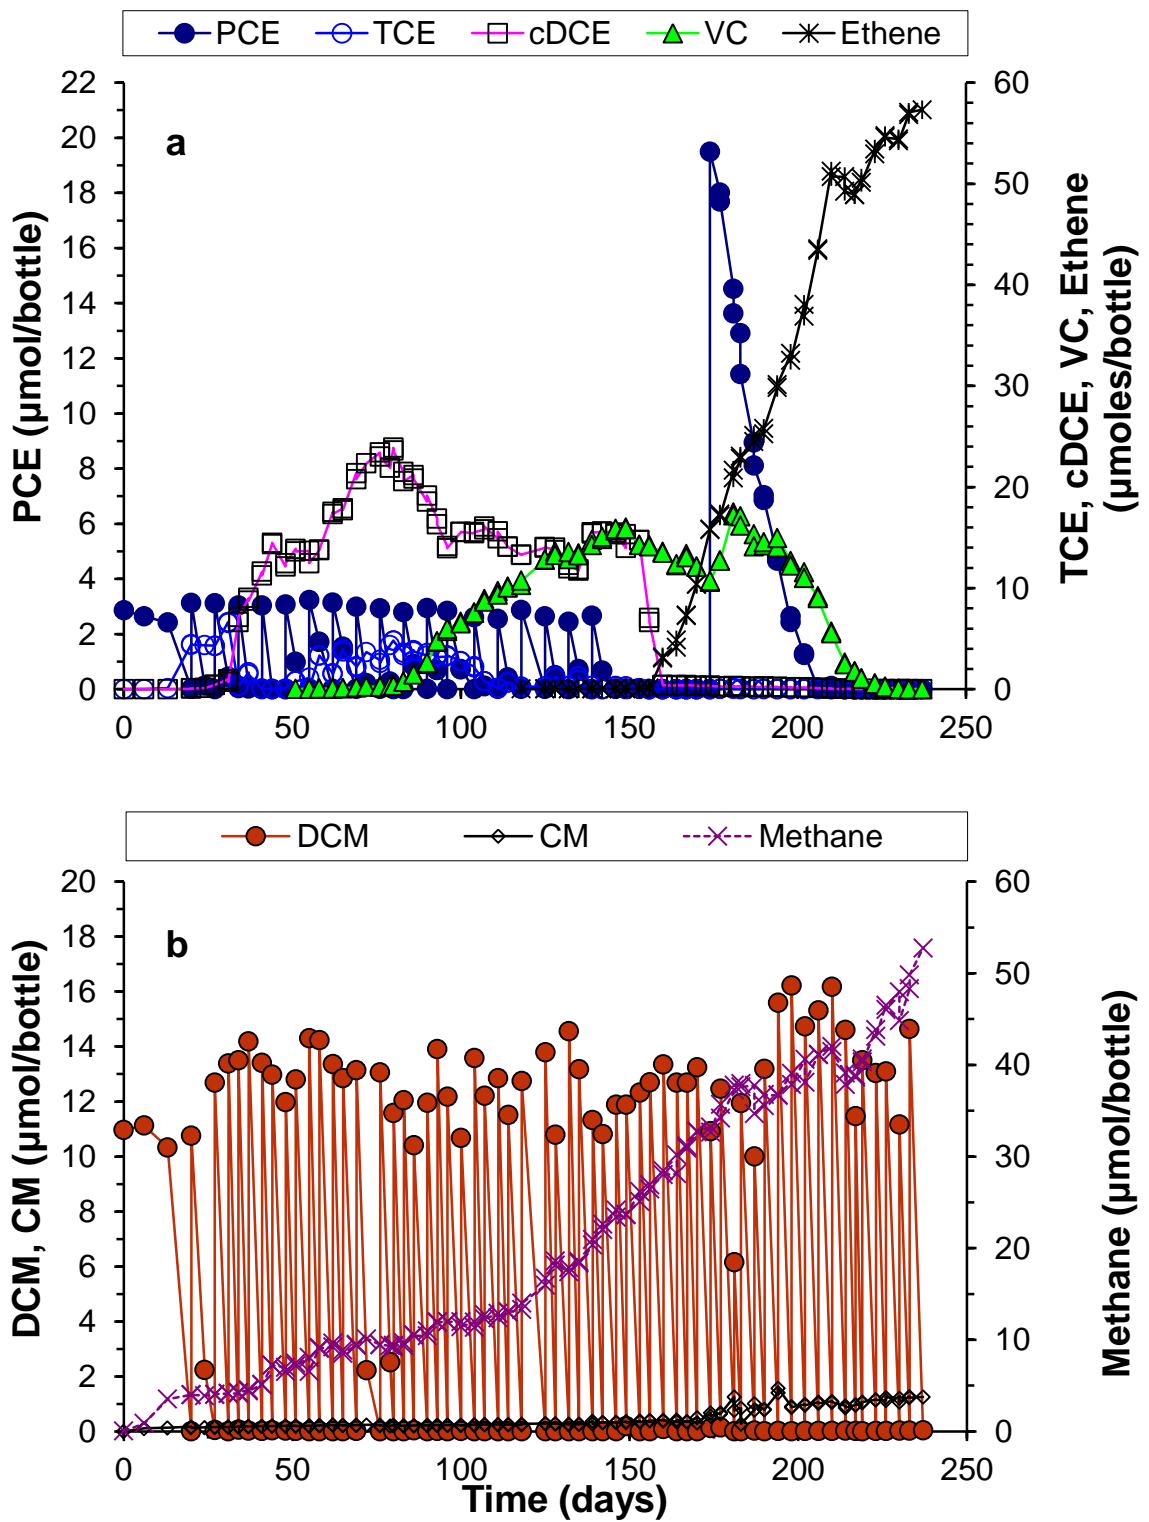 PCE TCE cDCE VC Ethene
22 60
20
50
18
16
40
14
12
30
10
8
20
6
4
10
2
0 0
0 50 100 150 200 250
a
PCE (µmol/bottle)
TCE, cDCE, VC, Ethene
(µmoles/bottle)
DCM CM Methane
20 60
18
50
16
14
40
12
10 30
8
20
6
4
10
2
0 0
0 50 100 150 200 250
b
DCM, CM (µmol/bottle)
Methane (µmol/bottle)
Time (days)